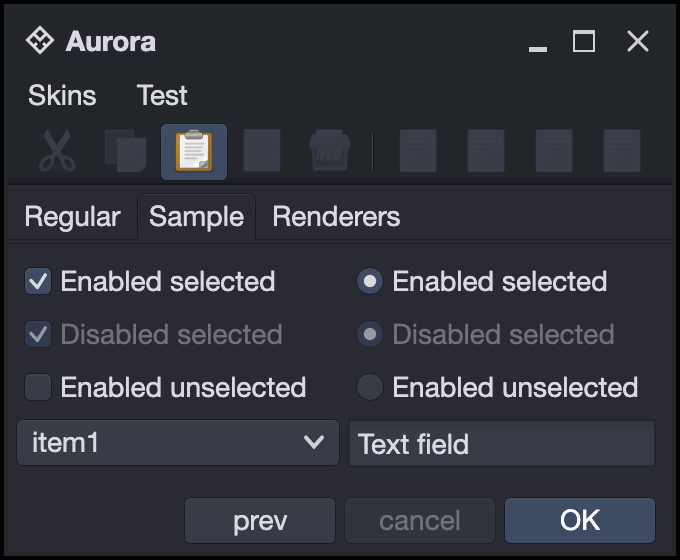 Aurora
Skins Test
Regular Sample Renderers
Enabled selected Enabled selected
Disabled selected Disabled selected
Enabled unselected Enabled unselected
item1 Text field
prev cancel OK